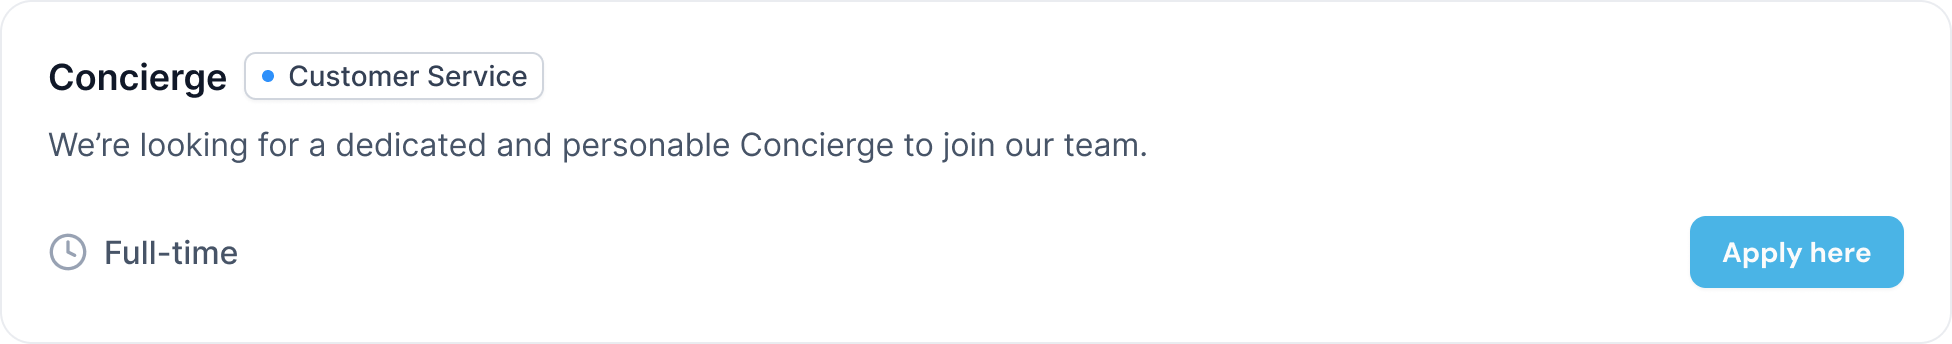 Concierge Customer Service
We’re looking for a dedicated and personable Concierge to join our team.
Full-time Apply here